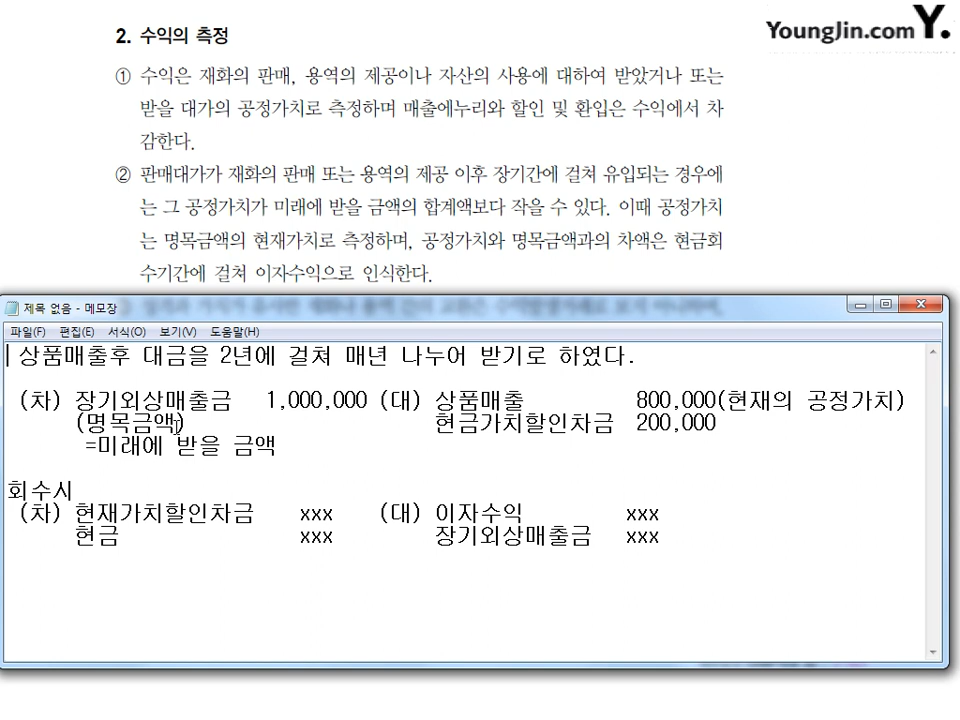 YoungJin.com Y.
2. 수익의 측정
① 수익은 재화의 판매, 용역의 제공이나 자산의 사용에 대하여 받았거나 또는
받을 대가의 공정가치로 측정하며 매출에누리와 할인 및 환입은 수익에서 차
감한다.
② 판매대가가 재화의 판매 또는 용역의 제공 이후 장기간에 걸쳐 유입되는 경우에
는 그 공정가치가 미래에 받을 금액의 합계액보다 작을 수 있다. 이때 공정가치
는 명목금액의 현재가치로 측정하며, 공정가치와 명목금액과의 차액은 현금회
수기간에 걸쳐 이자수익으로 인식한다.
제목 없음 - 메모장
파일(F) 편집(E) 서식(O) 보기(V) 도움말(H)
상품매출후 대금을 2년에 걸쳐 매년 나누어 받기로 하였다.
(차) 장기외상매출금 1,000,000 (대) 상품매출 800,000(현재의 공정가치)
(명목금액) 현금가치할인차금 200,000
=미래에 받을 금액
회수시
(차) 현재가치할인차금 xxx (대) 이자수익 xxx
현금 xxx 장기외상매출금 xxx